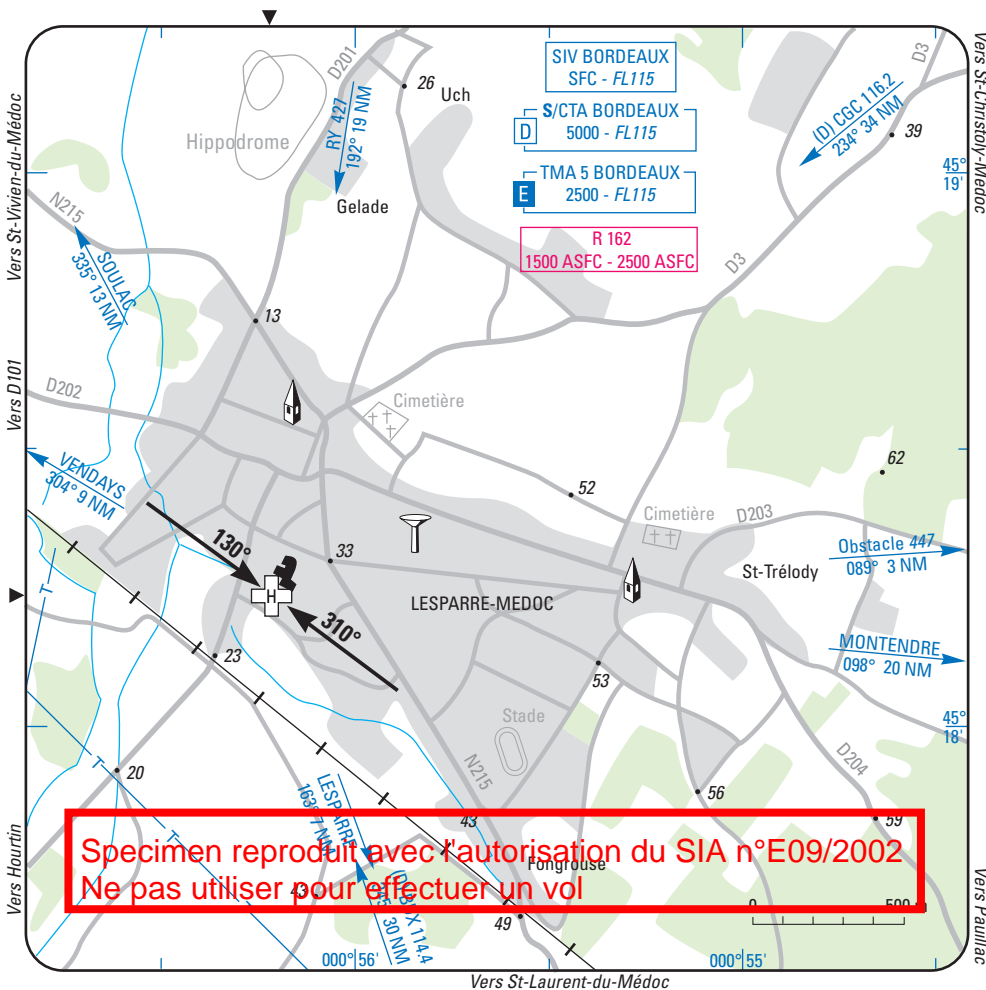 SIV BORDEAUX
SFC - FL115
S/CTA BORDEAUX
D
5000 - FL115
TMA 5 BORDEAUX
E
2500 - FL115
R 162
1500 ASFC - 2500 ASFC
D201
26
Uch
Hippodrome
RY 427
192° 19 NM
Gelade
D3
(D) CGC 116.2
234° 34 NM
39
Vers St-Christoly-Medoc
45°
19'
Vers St-Vivien-du-Médoc
N215
SOULAC
335° 13 NM
D3
13
Vers D101
D202
Cimetière
VENDAYS
304° 9 NM
62
52
Cimetière
D203
130°
33
Obstacle 447
089° 3 NM
St-Trélody
T
H
LESPARRE-MEDOC
310°
T
23
MONTENDRE
098° 20 NM
53
T
Stade
45°
18'
N215
D204
T
20
56
LESPARRE
163° 7 NM
43
59
T
Specimen reproduit avec l'autorisation du SIA n°E09/2002
Ne pas utiliser pour effectuer un vol
Fongrouse
43
Vers Hourtin
30 NM
49
0
500 m
Vers Pauillac
000° 56'
000° 55'
Vers St-Laurent-du-Médoc